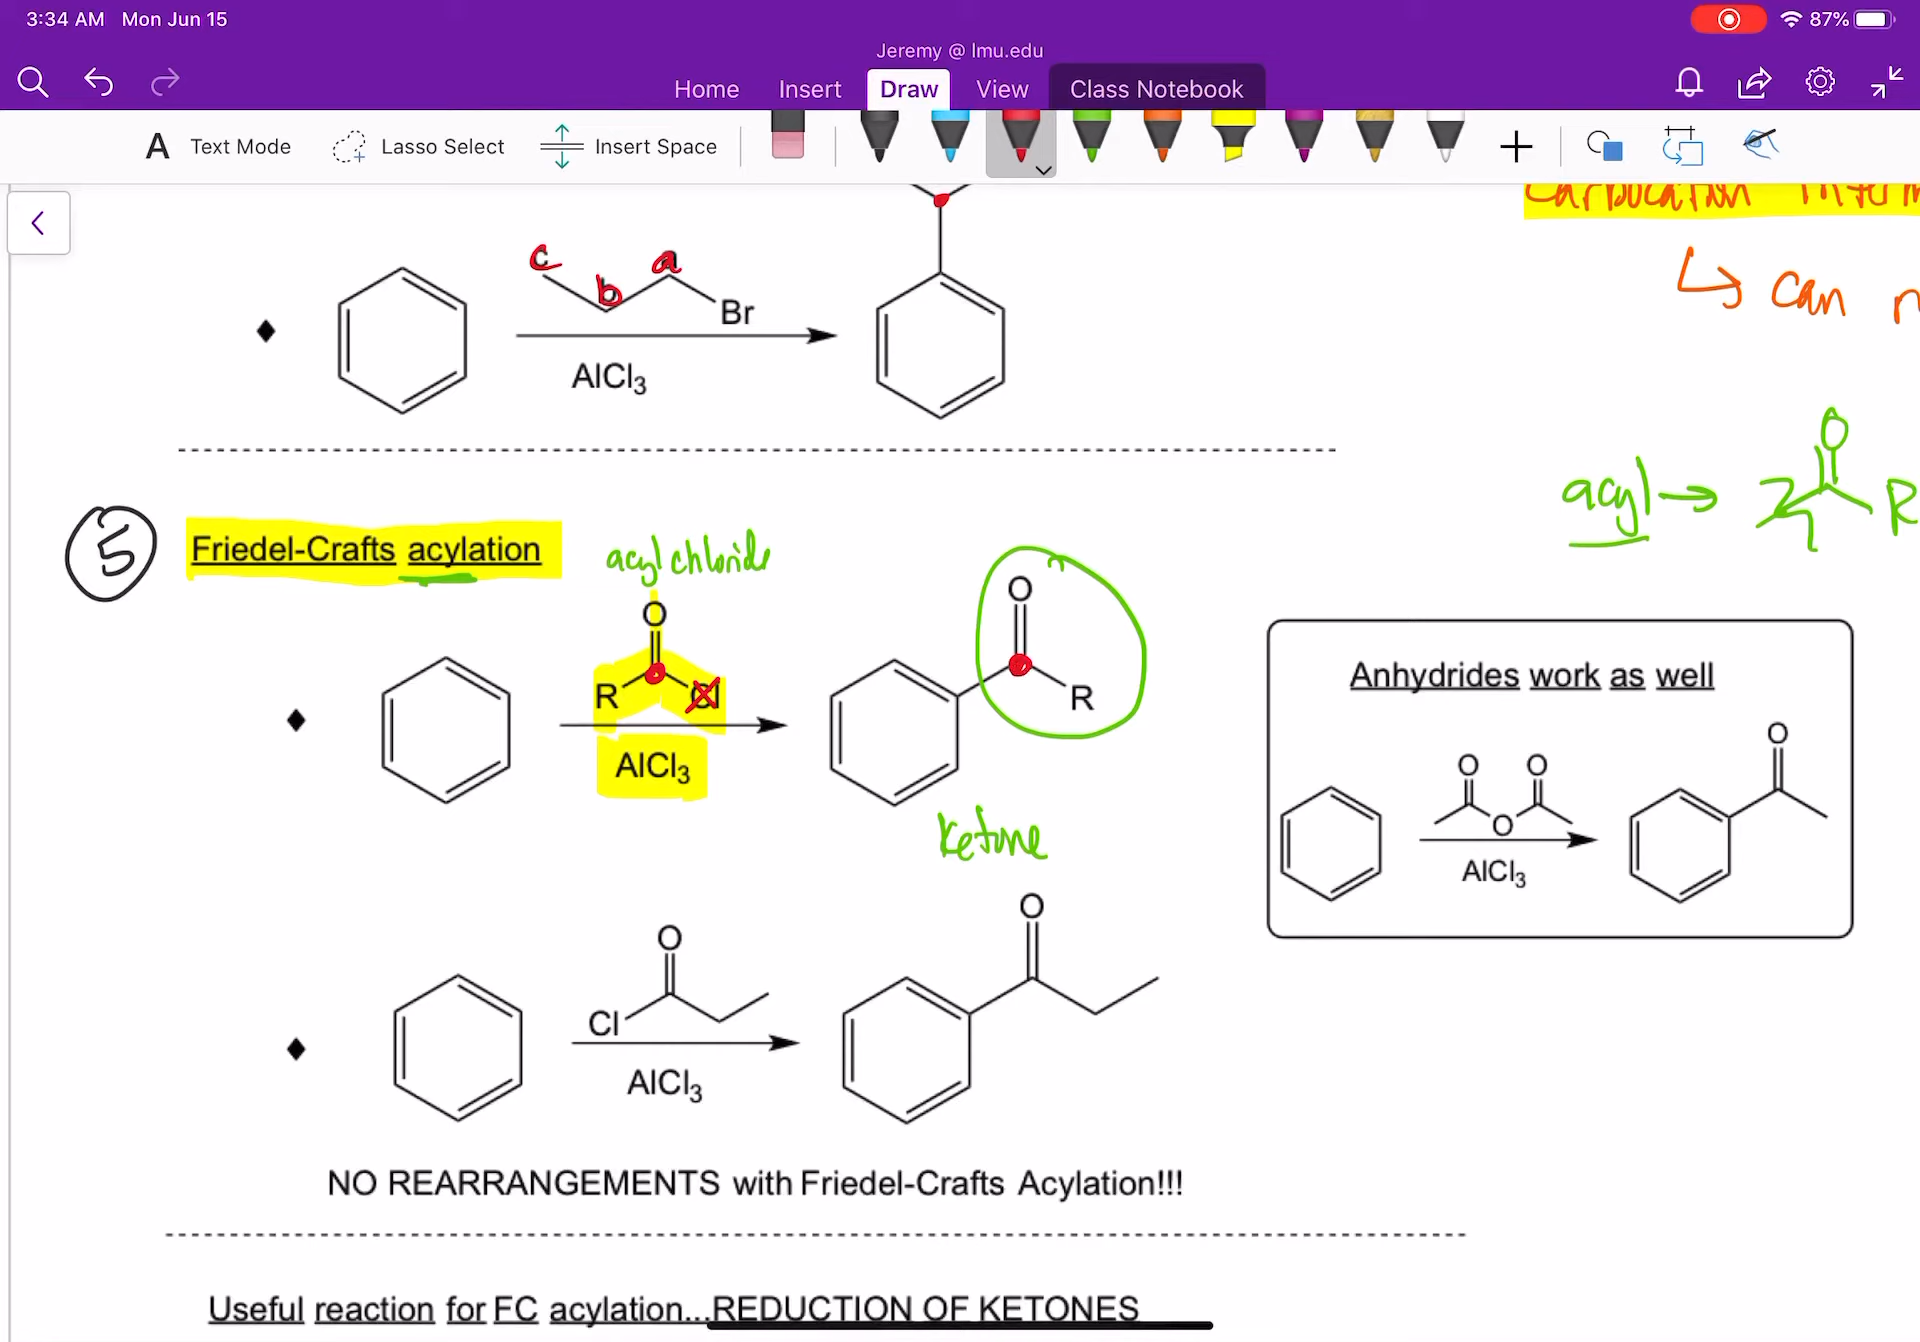 3:34 AM Mon Jun 15
87%
Jeremy @ lmu.edu
Home Insert Draw View Class Notebook
A Text Mode Lasso Select Insert Space
Carbocation
c
b
a
Br
AlCl3
can
acyl → O R
5
Friedel-Crafts acylation
acyl chloride
O
R Cl
AlCl3
O
R
ketone
Anhydrides work as well
O O
O
AlCl3
O
O
Cl
AlCl3
O
NO REARRANGEMENTS with Friedel-Crafts Acylation!!!
Useful reaction for FC acylation...REDUCTION OF KETONES